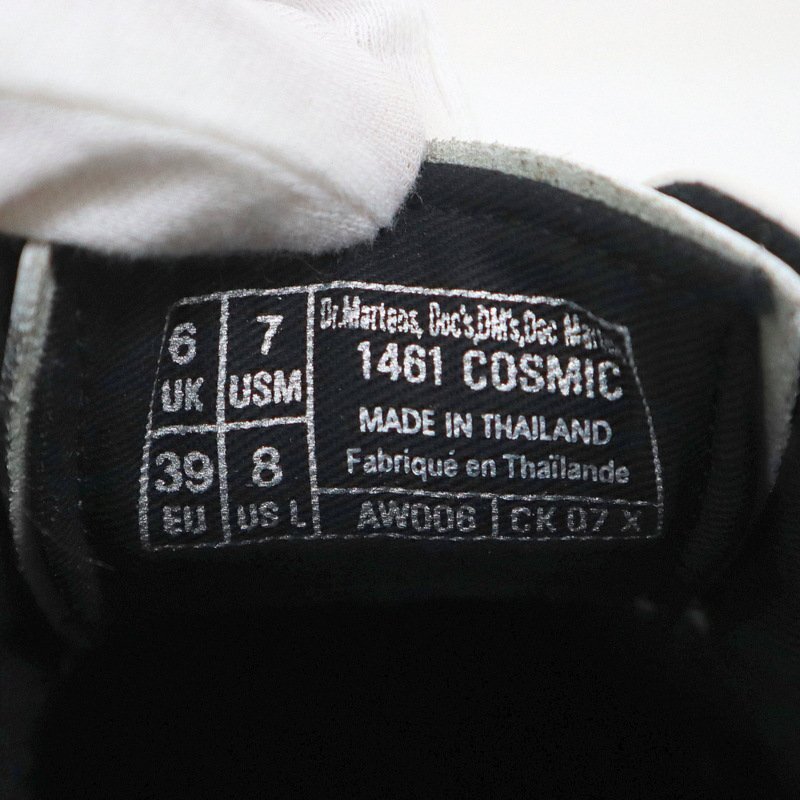 6
UK
7
USM
39
EU
8
US L
Dr.Martens, Doc's,DM's,Doc Martens
1461 COSMIC
MADE IN THAILAND
Fabriqué en Thaïlande
AW006 CK 07 X